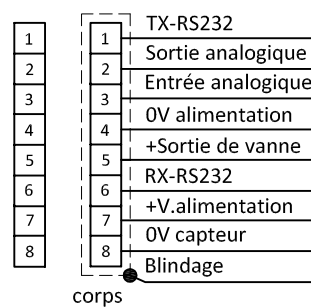 TX-RS232
1 1
Sortie analogique
2 2
Entrée analogique
3 3
0V alimentation
4 4
+Sortie de vanne
5 5
RX-RS232
6 6
+V.alimentation
7 7
0V capteur
8 8
Blindage
corps